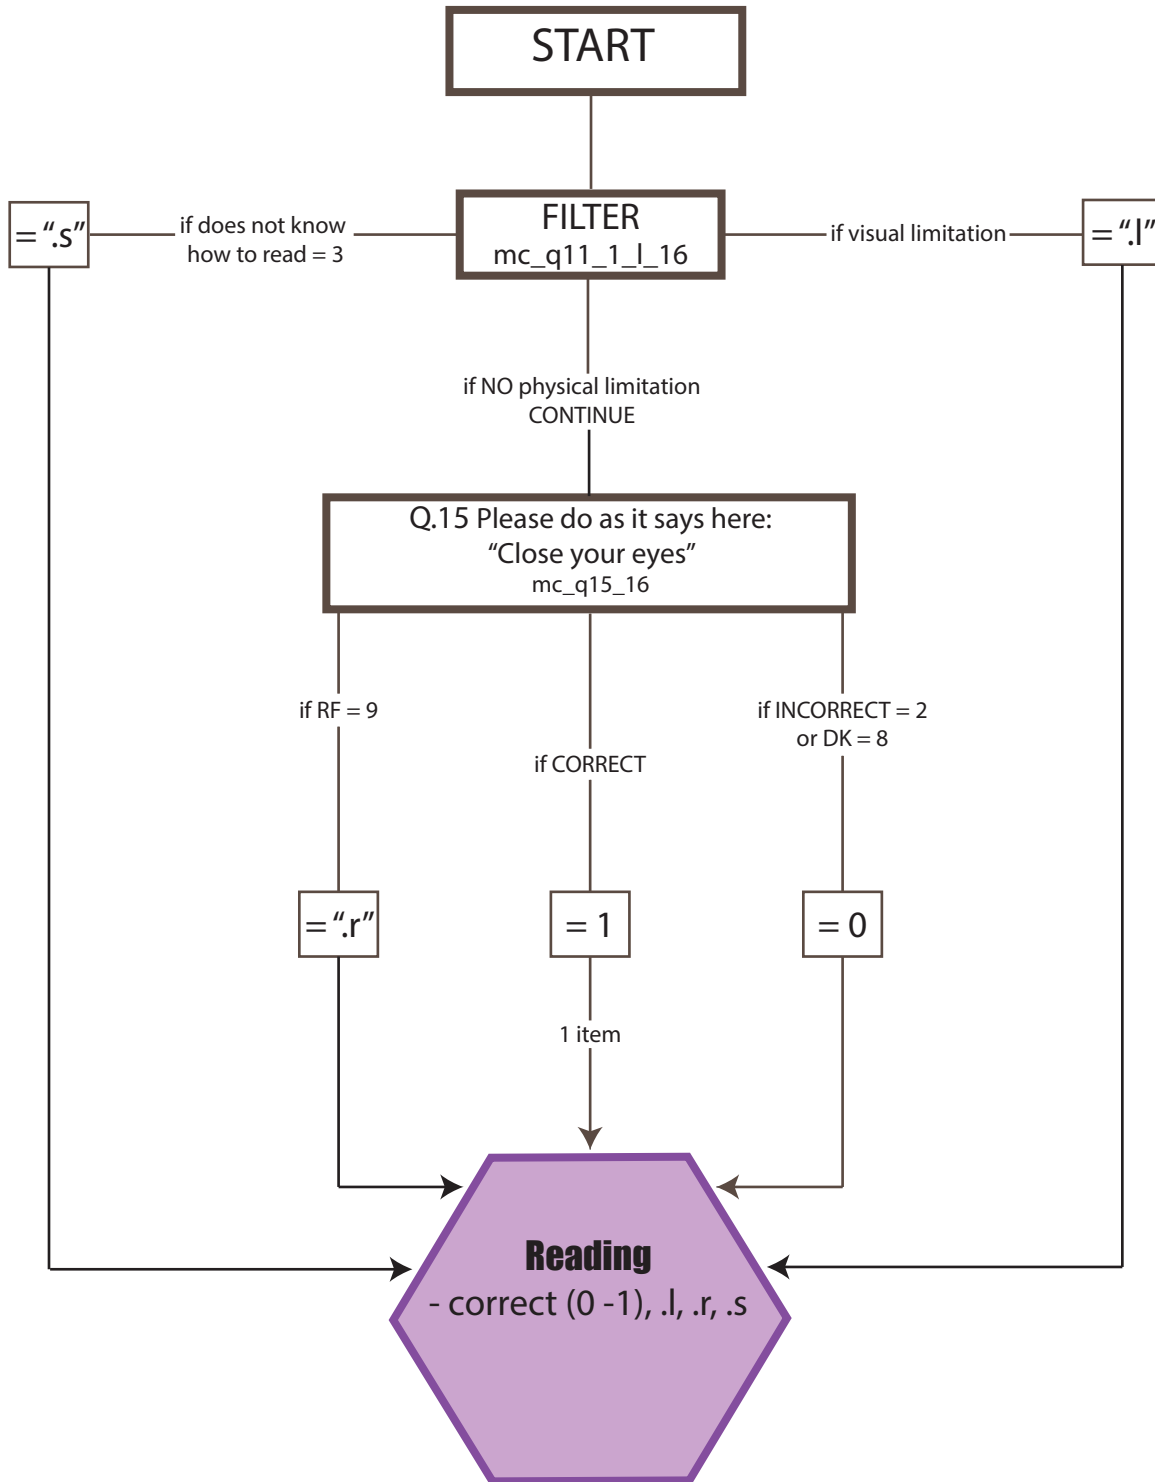 START
= “.s”
if does not know
how to read = 3
FILTER
mc_q11_1_l_16
if visual limitation
= “.l”
if NO physical limitation
CONTINUE
Q.15 Please do as it says here:
“Close your eyes”
mc_q15_16
if RF = 9
if CORRECT
if INCORRECT = 2
or DK = 8
= “.r”
= 1
= 0
1 item
Reading
- correct (0 -1), .l, .r, .s